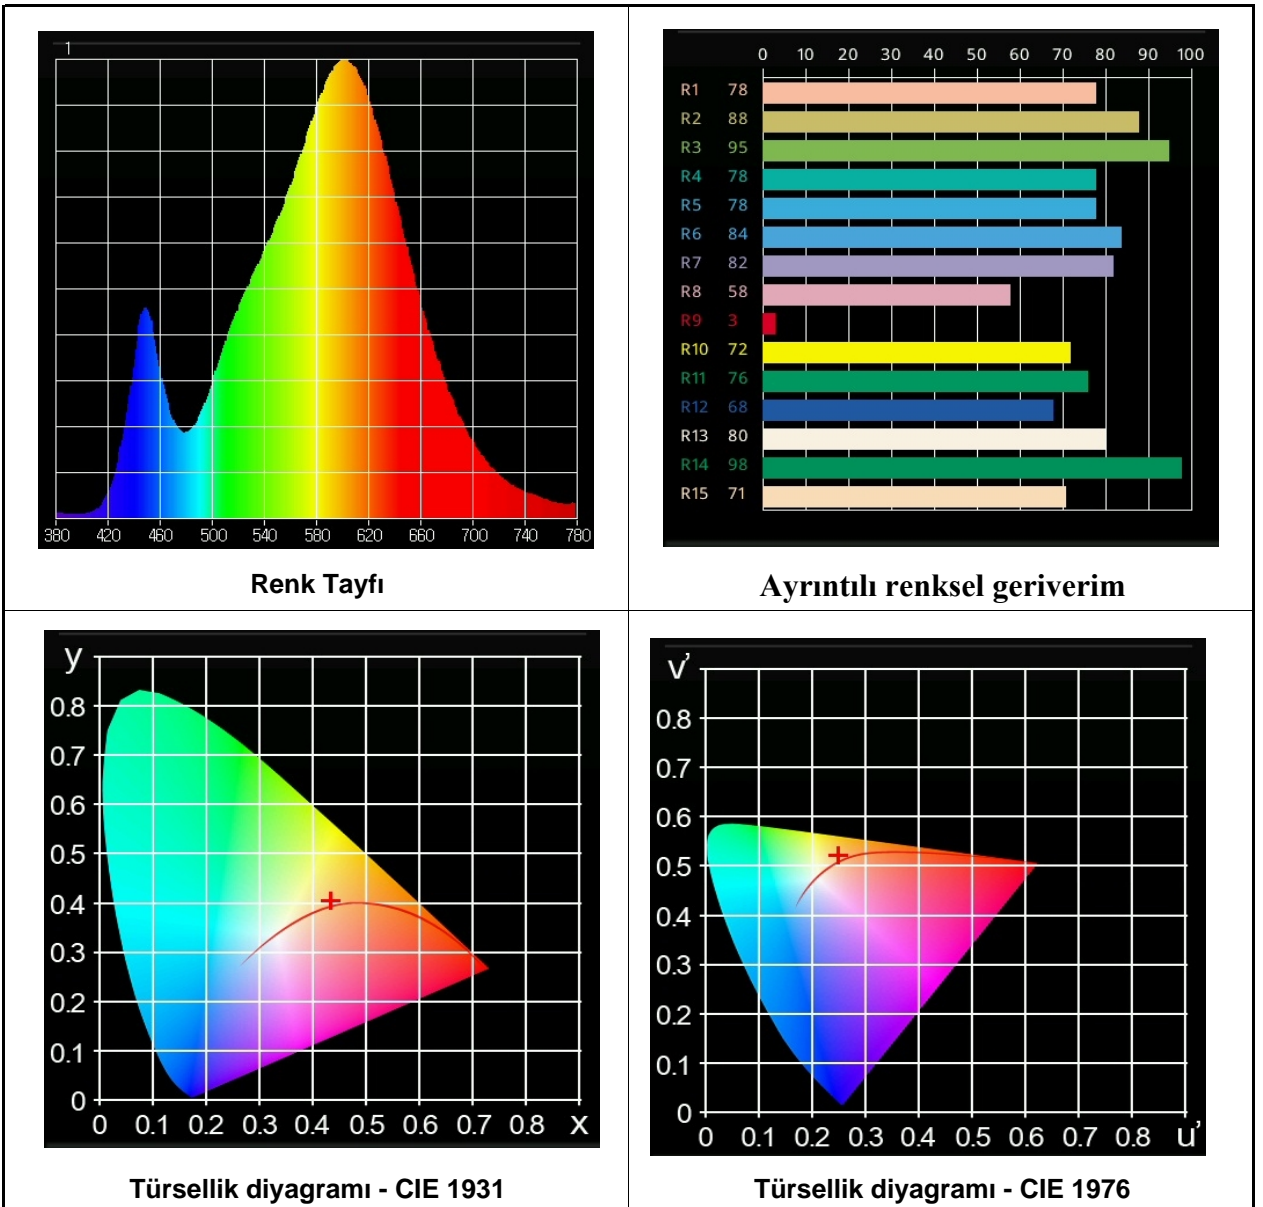 1
380 420 460 500 540 580 620 660 700 740 780
Renk Tayfı
0 10 20 30 40 50 60 70 80 90 100
R1 78
R2 88
R3 95
R4 78
R5 78
R6 84
R7 82
R8 58
R9 3
R10 72
R11 76
R12 68
R13 80
R14 98
R15 71
Ayrıntılı renksel geriverim
y
0.8
0.7
0.6
0.5
0.4
0.3
0.2
0.1
0
0 0.1 0.2 0.3 0.4 0.5 0.6 0.7 0.8 x
Türsellik diyagramı - CIE 1931
v’
0.8
0.7
0.6
0.5
0.4
0.3
0.2
0.1
0
0 0.1 0.2 0.3 0.4 0.5 0.6 0.7 0.8 u’
Türsellik diyagramı - CIE 1976